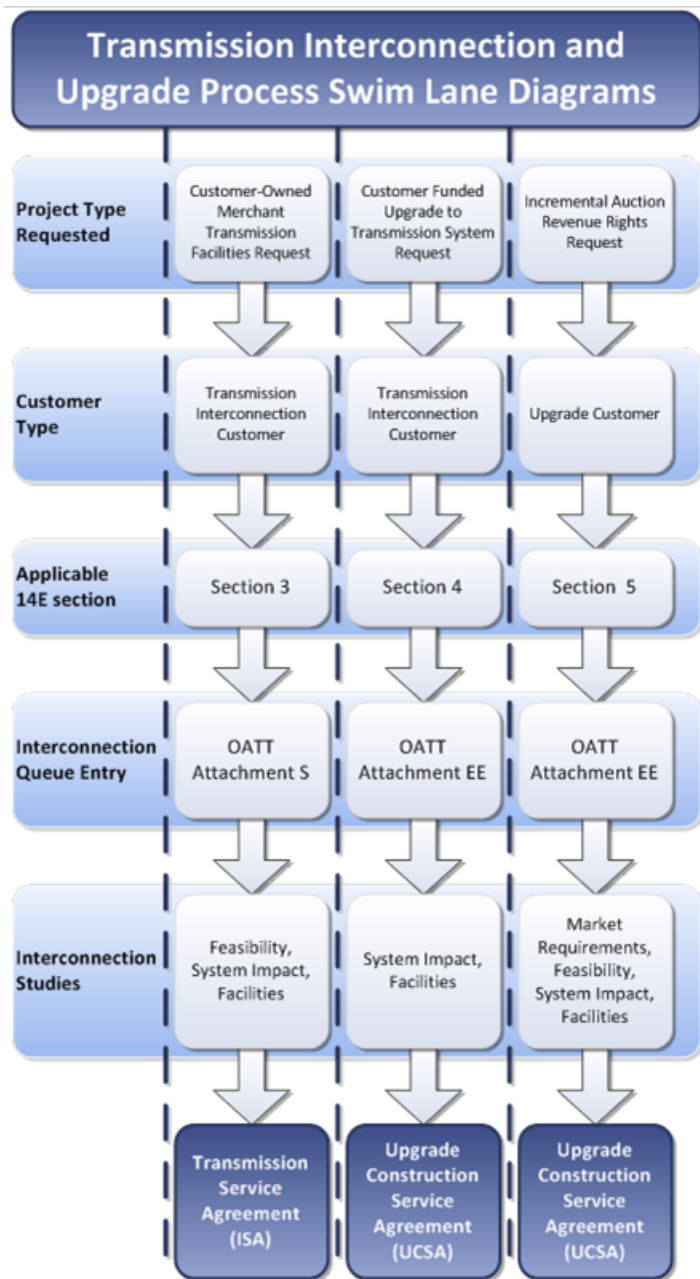 Transmission Interconnection and
Upgrade Process Swim Lane Diagrams
Project Type
Requested
Customer-Owned
Merchant
Transmission
Facilities Request
Customer Funded
Upgrade to
Transmission System
Request
Incremental Auction
Revenue Rights
Request
Customer
Type
Transmission
Interconnection
Customer
Transmission
Interconnection
Customer
Upgrade Customer
Applicable
14E section
Section 3
Section 4
Section 5
Interconnection
Queue Entry
OATT
Attachment S
OATT
Attachment EE
OATT
Attachment EE
Interconnection
Studies
Feasibility,
System Impact,
Facilities
System Impact,
Facilities
Market
Requirements,
Feasibility,
System Impact,
Facilities
Transmission
Service
Agreement
(ISA)
Upgrade
Construction
Service
Agreement
(UCSA)
Upgrade
Construction
Service
Agreement
(UCSA)